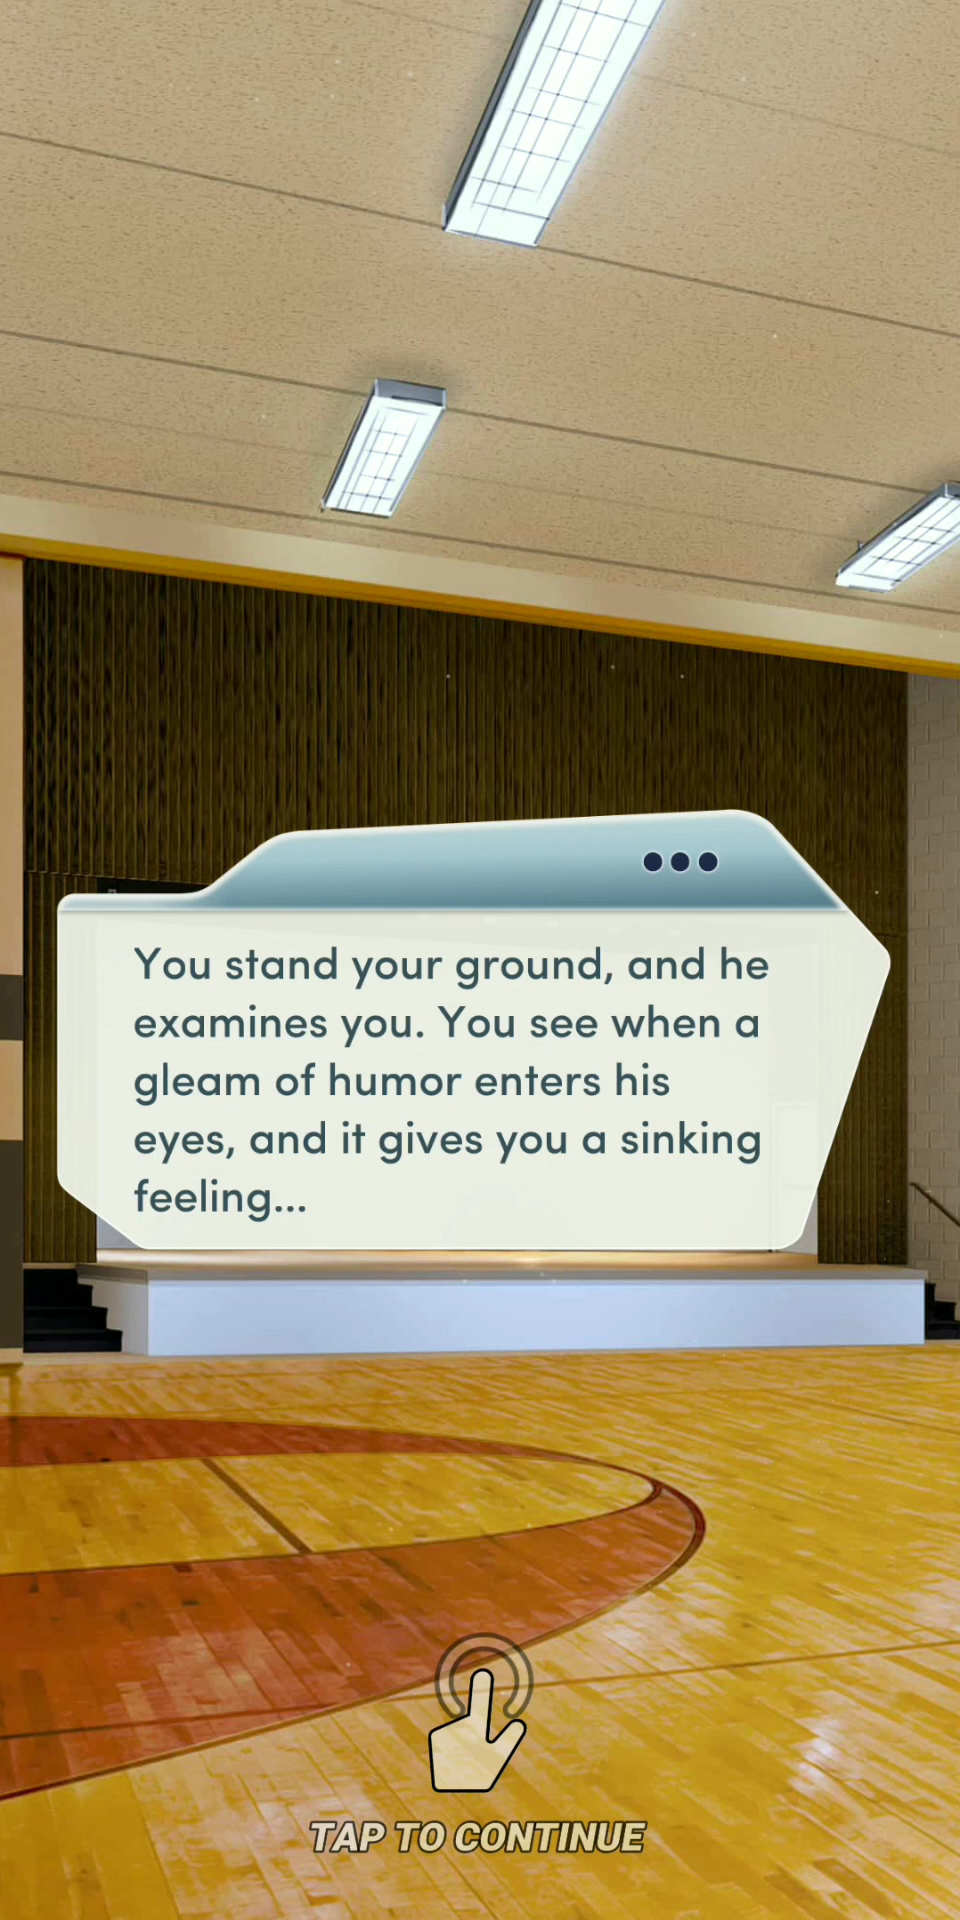 You stand your ground, and he
examines you. You see when a
gleam of humor enters his
eyes, and it gives you a sinking
feeling...
TAP TO CONTINUE